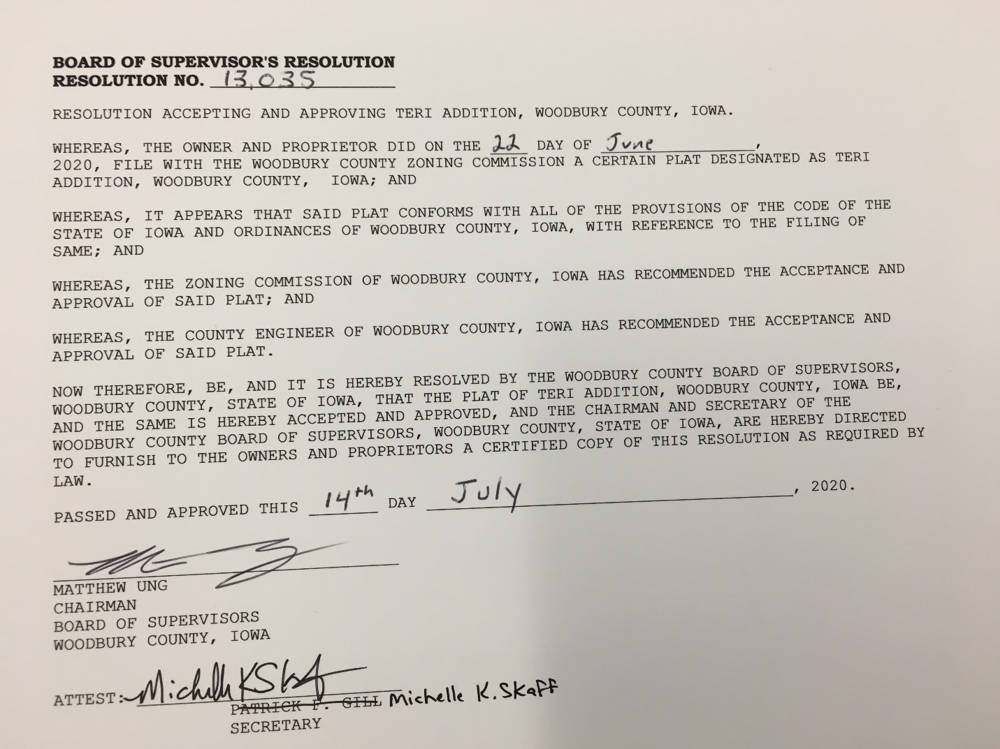 BOARD OF SUPERVISOR'S RESOLUTION
RESOLUTION NO. 13,035
RESOLUTION ACCEPTING AND APPROVING TERI ADDITION, WOODBURY COUNTY, IOWA.
WHEREAS, THE OWNER AND PROPRIETOR DID ON THE 22 DAY OF June,
2020, FILE WITH THE WOODBURY COUNTY ZONING COMMISSION A CERTAIN PLAT DESIGNATED AS TERI
ADDITION, WOODBURY COUNTY, IOWA; AND
WHEREAS, IT APPEARS THAT SAID PLAT CONFORMS WITH ALL OF THE PROVISIONS OF THE CODE OF THE
STATE OF IOWA AND ORDINANCES OF WOODBURY COUNTY, IOWA, WITH REFERENCE TO THE FILING OF
SAME; AND
WHEREAS, THE ZONING COMMISSION OF WOODBURY COUNTY, IOWA HAS RECOMMENDED THE ACCEPTANCE AND
APPROVAL OF SAID PLAT; AND
WHEREAS, THE COUNTY ENGINEER OF WOODBURY COUNTY, IOWA HAS RECOMMENDED THE ACCEPTANCE AND
APPROVAL OF SAID PLAT.
NOW THEREFORE, BE, AND IT IS HEREBY RESOLVED BY THE WOODBURY COUNTY BOARD OF SUPERVISORS,
WOODBURY COUNTY, STATE OF IOWA, THAT THE PLAT OF TERI ADDITION, WOODBURY COUNTY, IOWA BE,
AND THE SAME IS HEREBY ACCEPTED AND APPROVED, AND THE CHAIRMAN AND SECRETARY OF THE
WOODBURY COUNTY BOARD OF SUPERVISORS, WOODBURY COUNTY, STATE OF IOWA, ARE HEREBY DIRECTED
TO FURNISH TO THE OWNERS AND PROPRIETORS A CERTIFIED COPY OF THIS RESOLUTION AS REQUIRED BY
LAW.
PASSED AND APPROVED THIS 14th DAY July, 2020.
MATTHEW UNG
CHAIRMAN
BOARD OF SUPERVISORS
WOODBURY COUNTY, IOWA
ATTEST: Michelle K Skaff
PATRICK F. GILL Michelle K. Skaff
SECRETARY